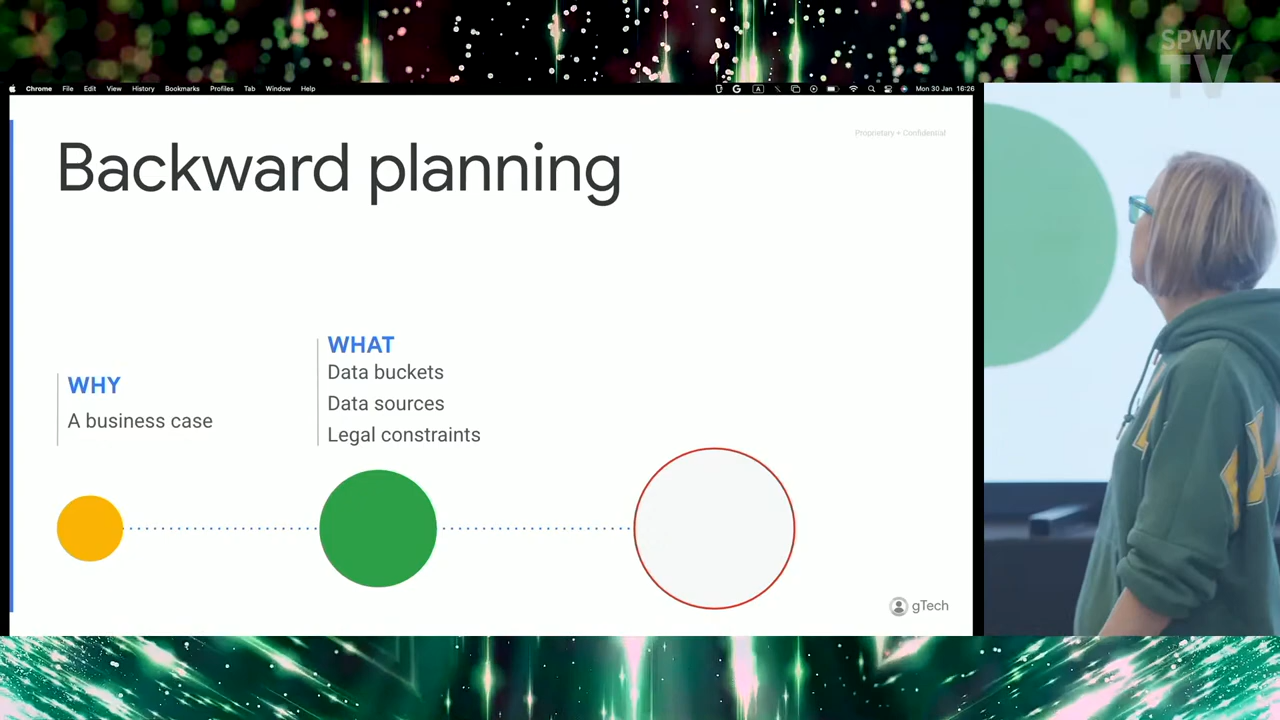 SPWK
TV
Chrome File Edit View History Bookmarks Profiles Tab Window Help
Mon 30 Jan 16:26
Proprietary + Confidential
Backward planning
WHY
A business case
WHAT
Data buckets
Data sources
Legal constraints
gTech